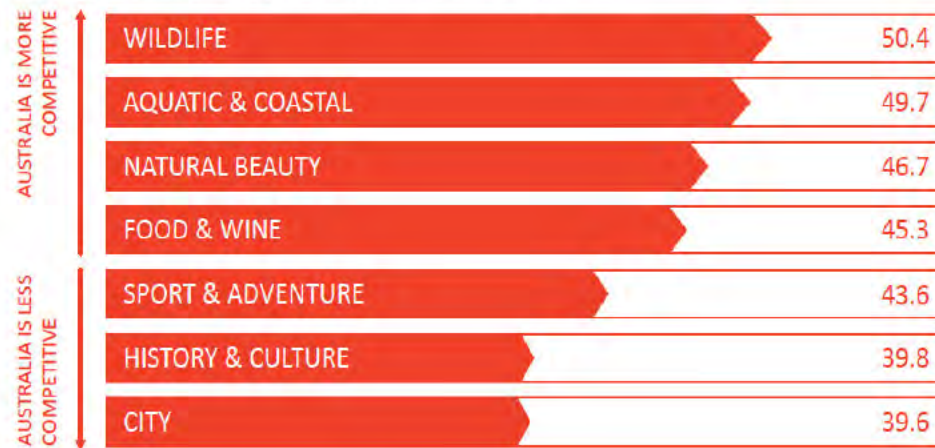 AUSTRALIA IS MORE
COMPETITIVE
WILDLIFE 50.4
AQUATIC & COASTAL 49.7
NATURAL BEAUTY 46.7
FOOD & WINE 45.3
AUSTRALIA IS LESS
COMPETITIVE
SPORT & ADVENTURE 43.6
HISTORY & CULTURE 39.8
CITY 39.6